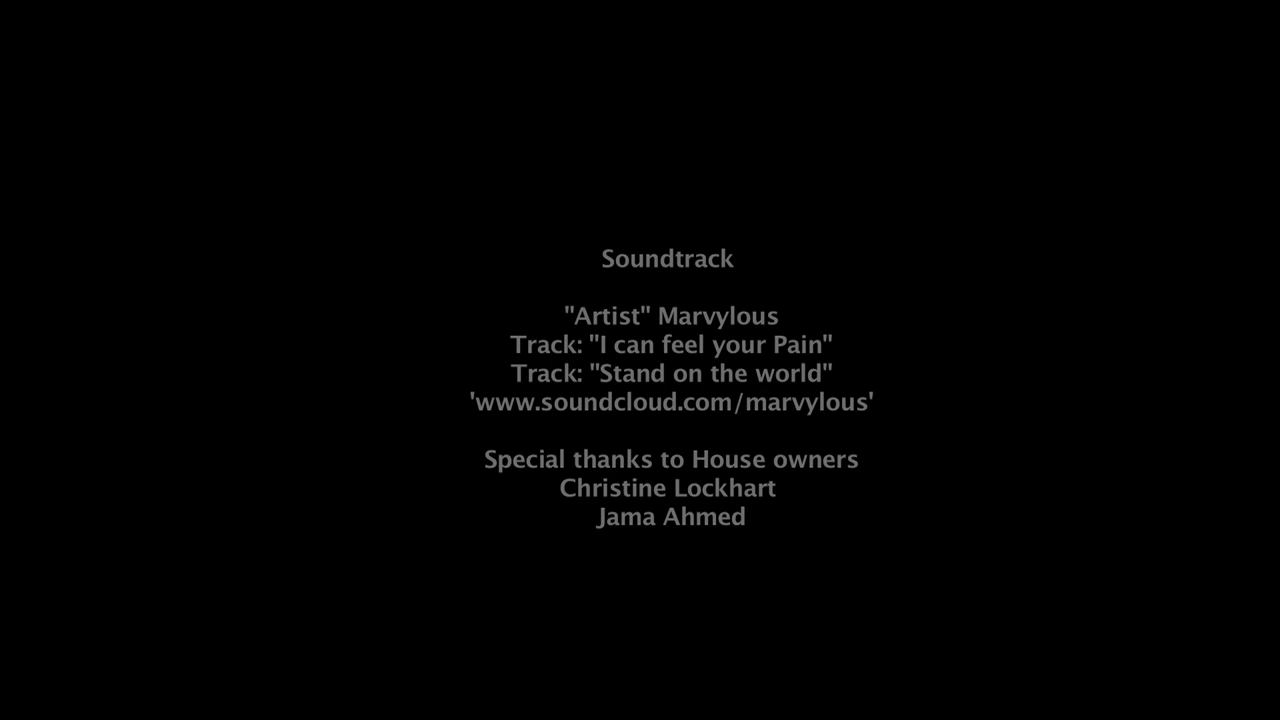 Soundtrack
"Artist" Marvylous
Track: "I can feel your Pain"
Track: "Stand on the world"
'www.soundcloud.com/marvylous'
Special thanks to House owners
Christine Lockhart
Jama Ahmed